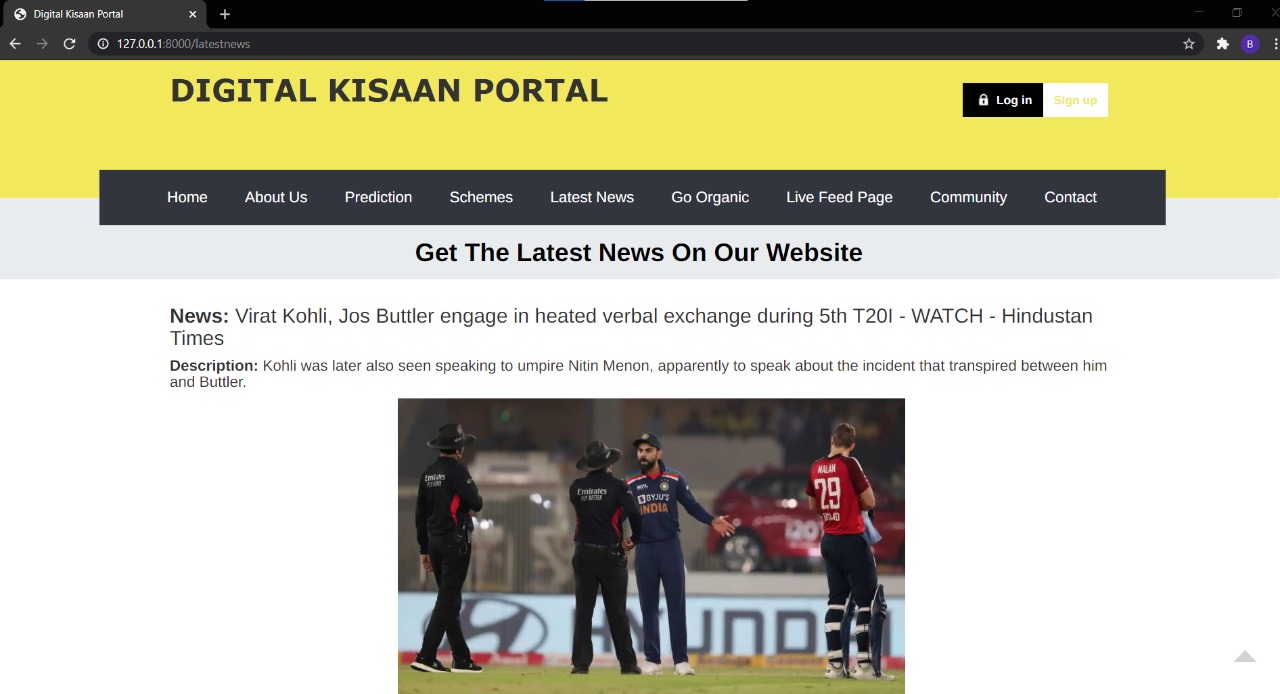 Digital Kisaan Portal
127.0.0.1:8000/latestnews
B
DIGITAL KISAAN PORTAL
Log in
Sign up
Home
About Us
Prediction
Schemes
Latest News
Go Organic
Live Feed Page
Community
Contact
Get The Latest News On Our Website
News: Virat Kohli, Jos Buttler engage in heated verbal exchange during 5th T20I - WATCH - Hindustan
Times
Description: Kohli was later also seen speaking to umpire Nitin Menon, apparently to speak about the incident that transpired between him
and Buttler.
Emirates
Emirates
FLY BETTER
BYJU'S
INDIA
MALAN
29
HYUNDAI